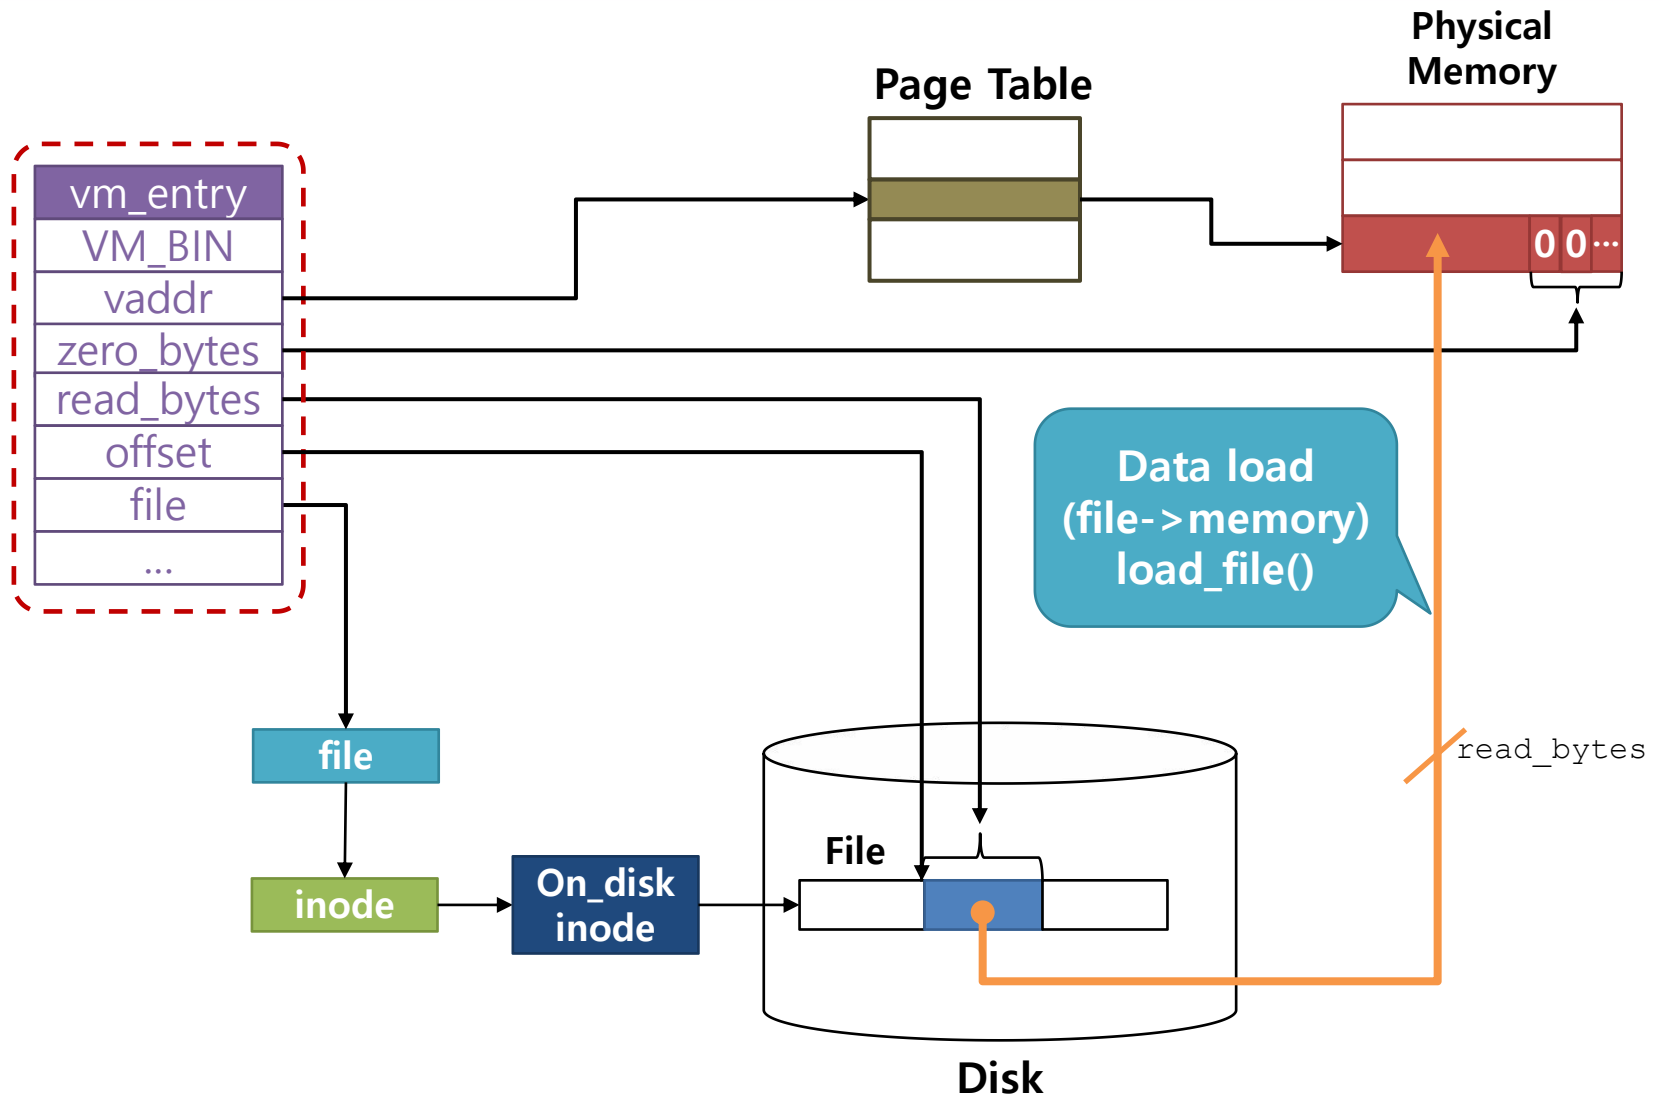 Physical
Memory
Page Table
vm_entry
VM_BIN
vaddr
zero_bytes
read_bytes
offset
file
...
0 0 ...
Data load
(file->memory)
load_file()
read_bytes
file
inode
On_disk
inode
File
Disk